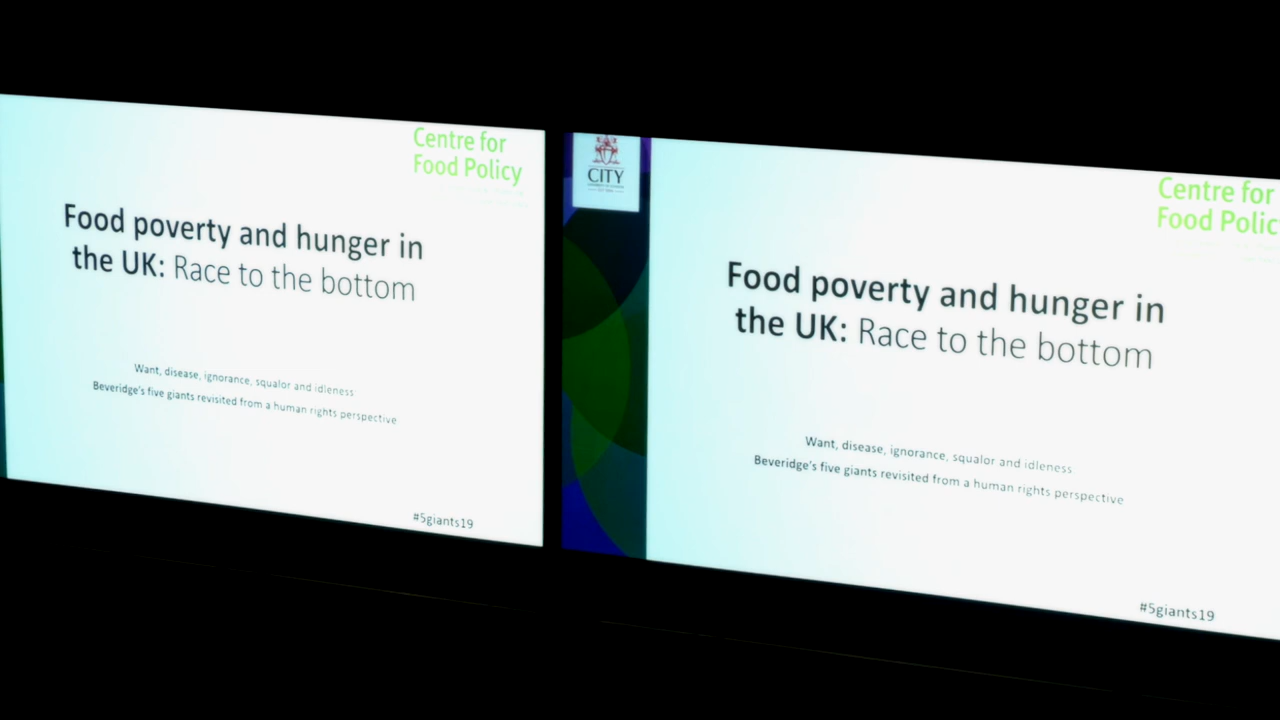 Centre for
Food Policy
Food poverty and hunger in
the UK: Race to the bottom
Want, disease, ignorance, squalor and idleness
Beveridge's five giants revisited from a human rights perspective
#5giants19
CITY
Centre for
Food Polic
Food poverty and hunger in
the UK: Race to the bottom
Want, disease, ignorance, squalor and idleness
Beveridge's five giants revisited from a human rights perspective
#5giants19